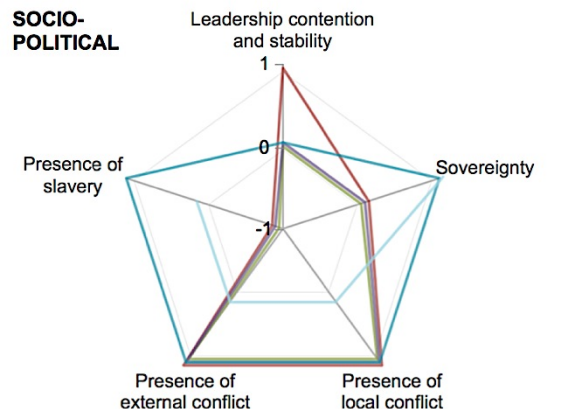 SOCIO-
POLITICAL
Leadership contention
and stability
1
0
Presence of
slavery
Sovereignty
-1
Presence of
external conflict
Presence of
local conflict